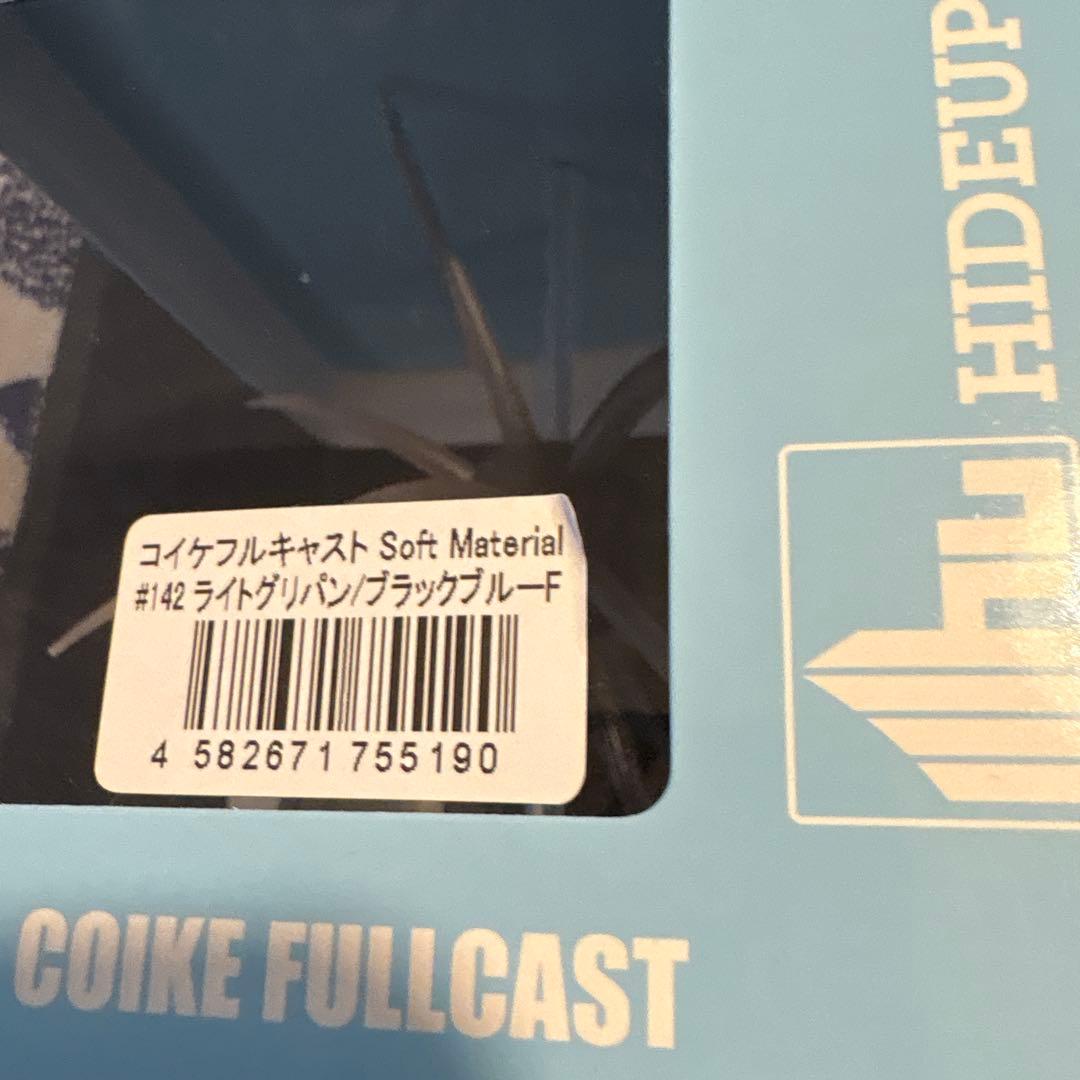 HIDEUP
コイケフルキャスト Soft Material
#142 ライトグリパン/ブラックブルーF
4 582671 755190
COIKE FULLCAST